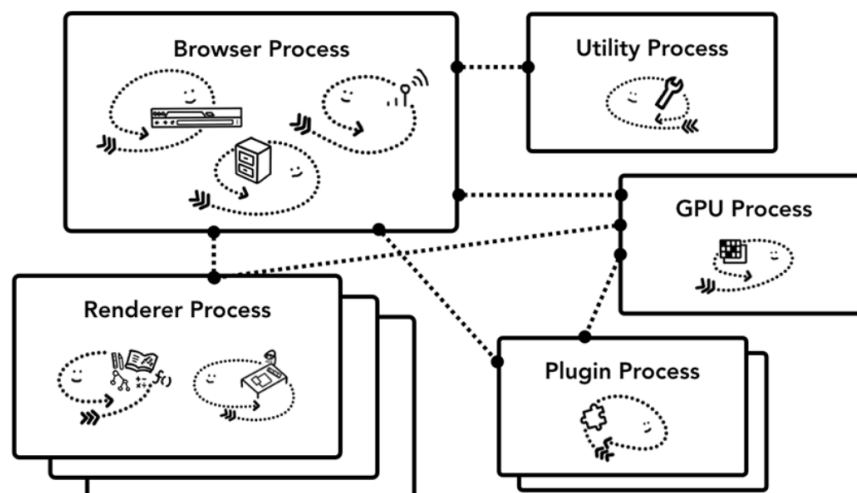 Browser Process
Utility Process
GPU Process
Renderer Process
f()
Plugin Process